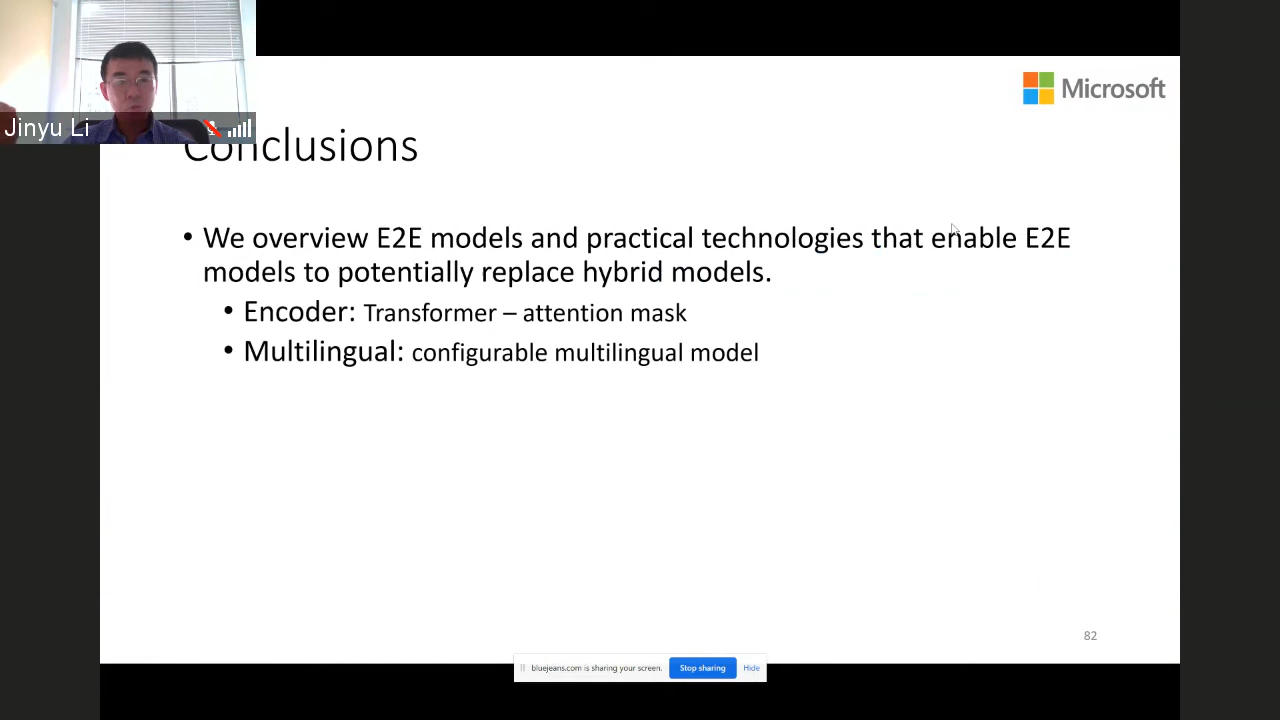 Microsoft
Jinyu Li
Conclusions
• We overview E2E models and practical technologies that enable E2E
models to potentially replace hybrid models.
• Encoder: Transformer – attention mask
• Multilingual: configurable multilingual model
82
bluejeans.com is sharing your screen. Stop sharing Hide